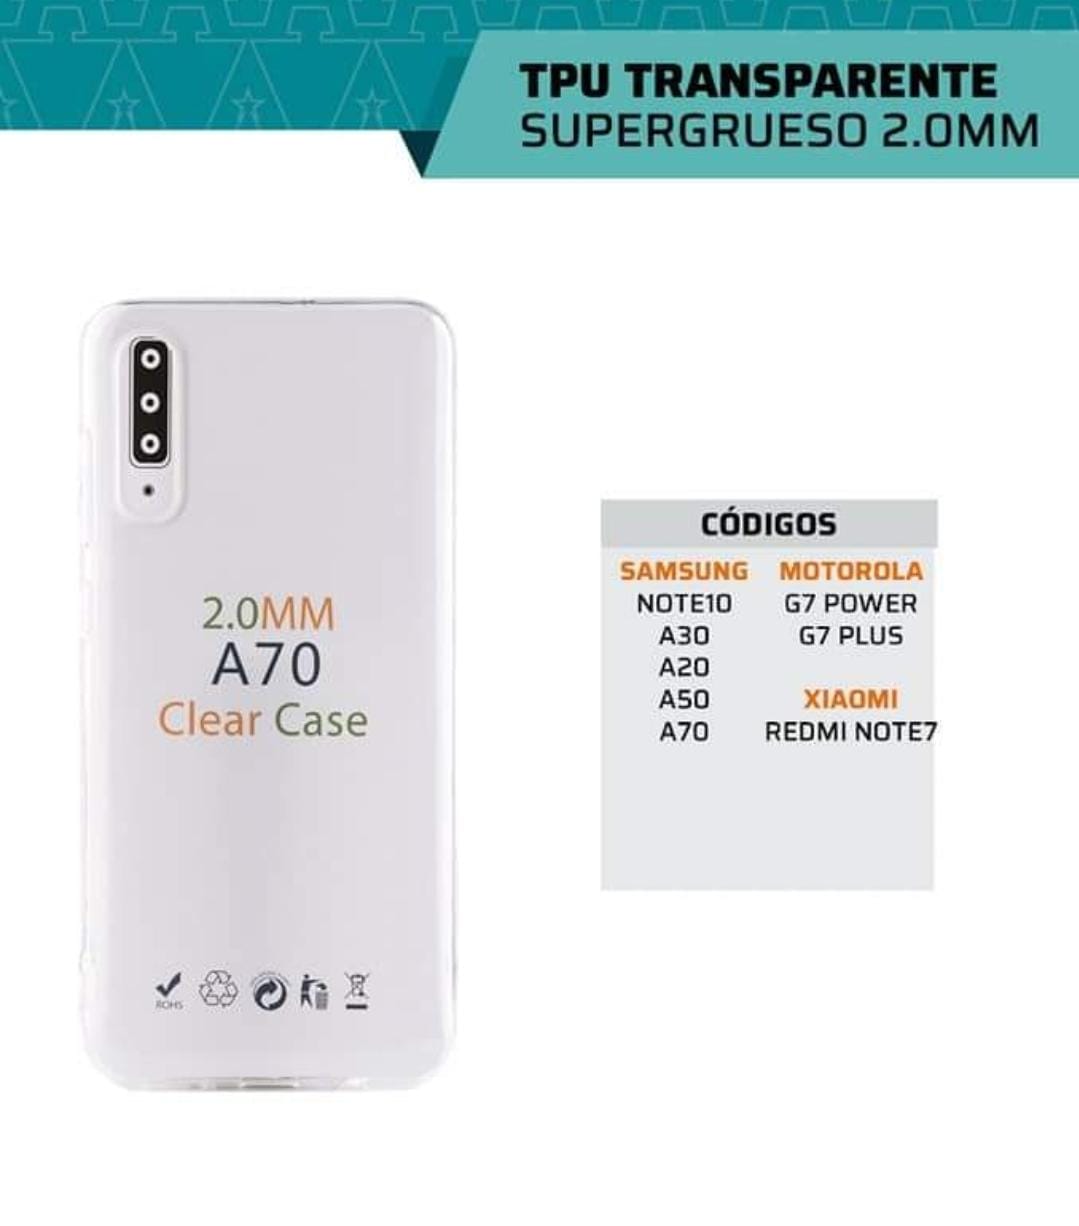 TPU TRANSPARENTE
SUPERGRUESO 2.0MM
2.0MM
A70
Clear Case
ROHS
CÓDIGOS
SAMSUNG
NOTE10
A30
A20
A50
A70
MOTOROLA
G7 POWER
G7 PLUS
XIAOMI
REDMI NOTE7